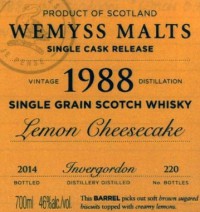 PRODUCT OF SCOTLAND
WEMYSS MALTS
SINGLE CASK RELEASE
VINTAGE 1988 DISTILLATION
SINGLE GRAIN SCOTCH WHISKY
Lemon Cheesecake
2014 Invergordon 220
BOTTLED DISTILLERY DISTILLED No. BOTTLES
700ml 46%alc/vol
This BARREL picks out soft brown sugared
biscuits topped with creamy lemons.